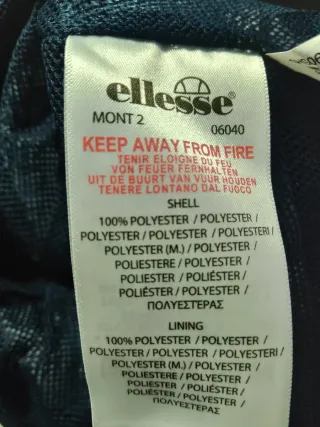 ellesse®
MONT 2
06040
KEEP AWAY FROM FIRE
TENIR ELOIGNE DU FEU
VON FEUER FERNHALTEN
UIT DE BUURT VAN VUUR HOUDEN
TENERE LONTANO DAL FUOCO
SHELL
100% POLYESTER / POLYESTER /
POLYESTER / POLYESTER / POLYESTERI /
POLYESTER (M.) / POLYESTER /
POLIESTERE / POLIESTER /
POLIESTER / POLIÉSTER /
POLIÉSTER / POLYESTER /
ΠΟΛΥΕΣΤΕΡΑΣ
LINING
100% POLYESTER / POLYESTER /
POLYESTER / POLYESTER / POLYESTERI /
POLYESTER (M.) / POLYESTER /
POLIESTERE / POLIESTER /
POLIESTER / POLIÉSTER /
POLIÉSTER / POLYESTER /
ΠΟΛΥΕΣΤΕΡΑΣ